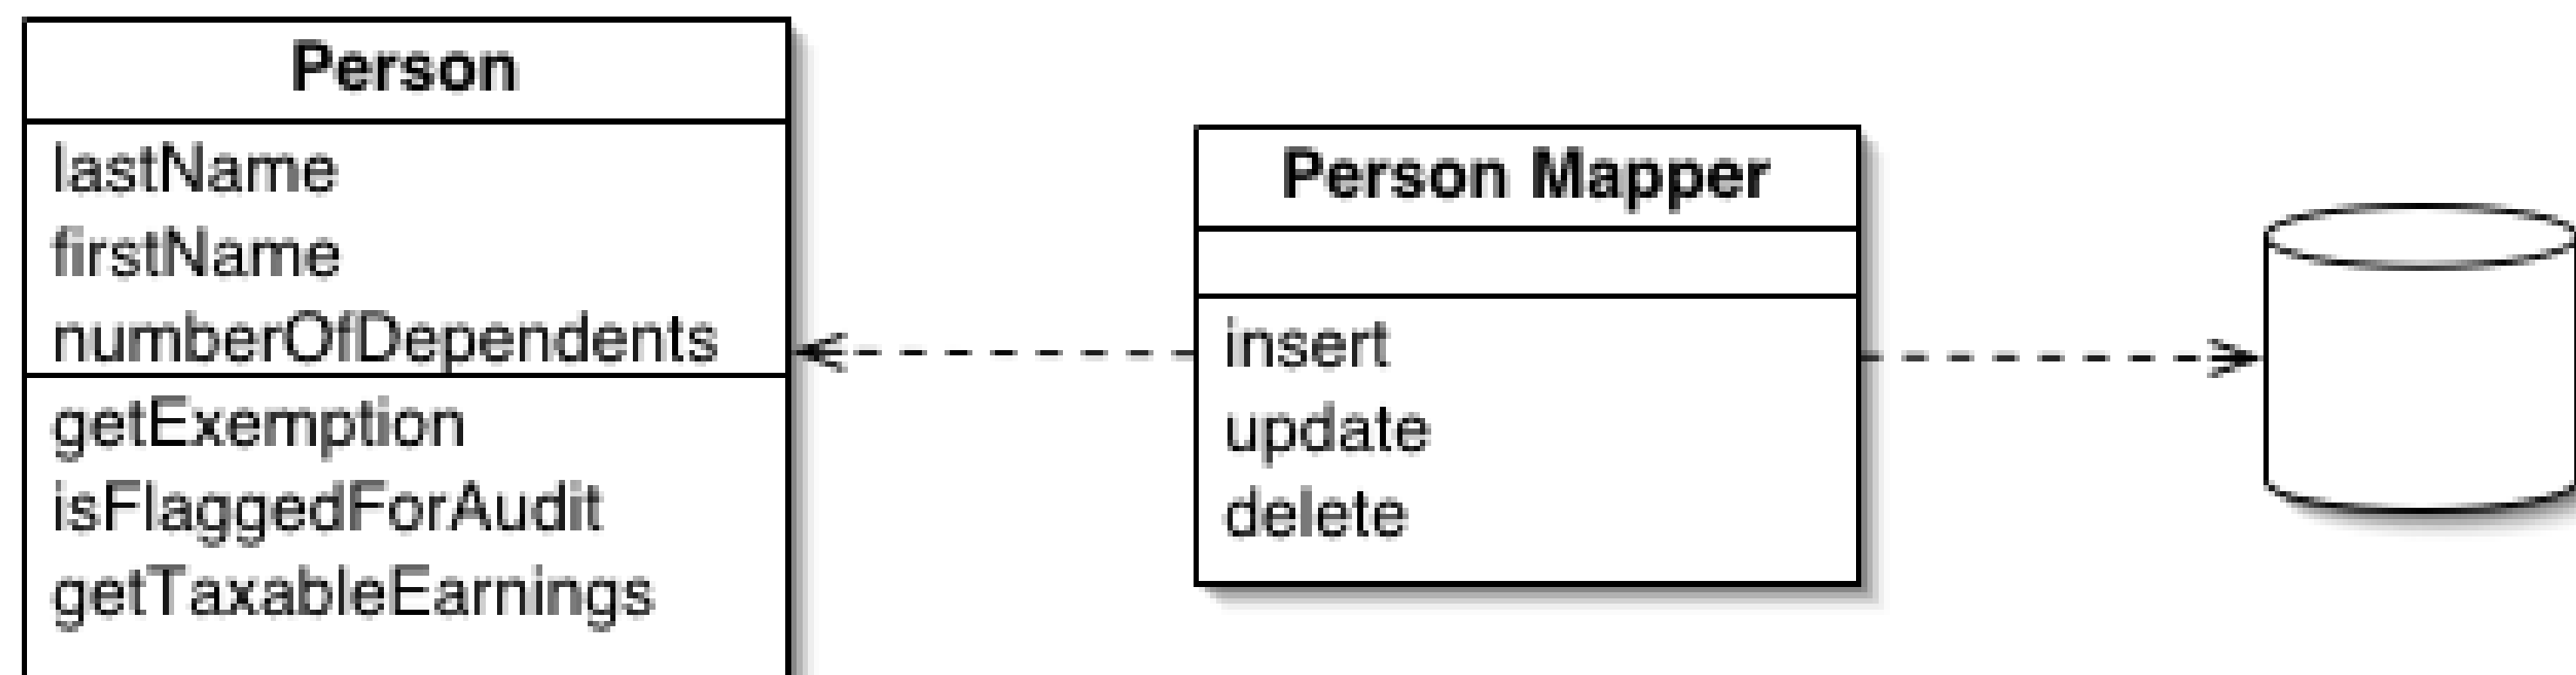 Person
lastName
firstName
numberOfDependents
getExemption
isFlaggedForAudit
getTaxableEarnings
Person Mapper
insert
update
delete